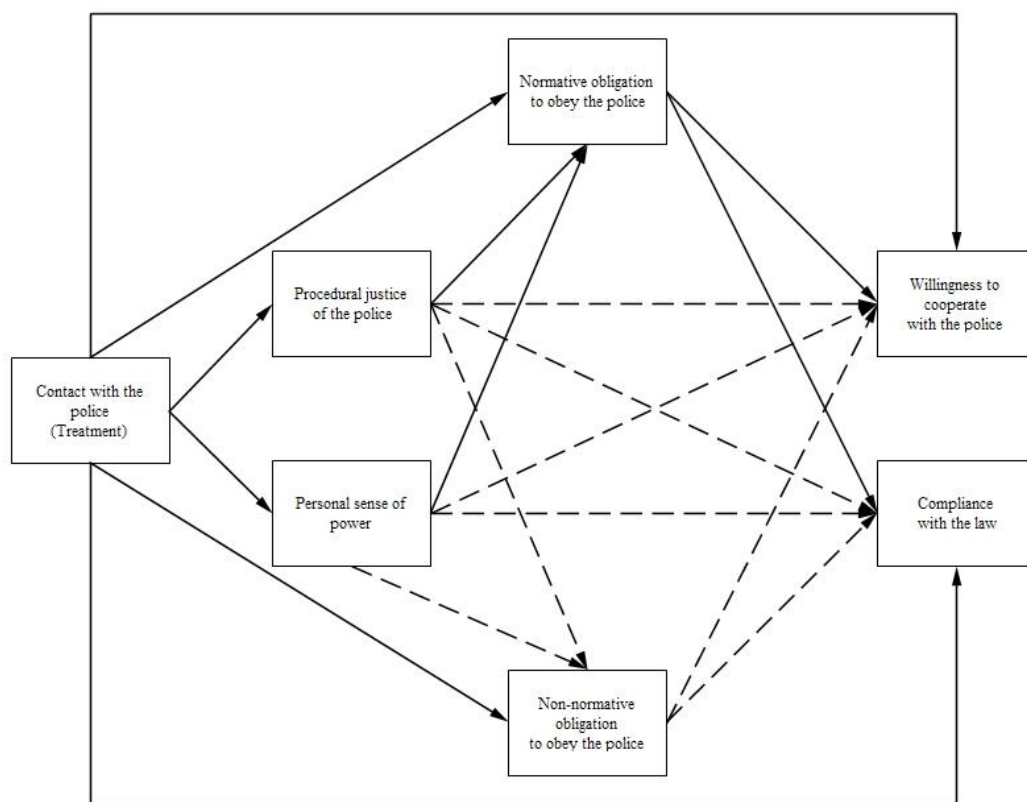 Normative obligation
to obey the police
Procedural justice
of the police
Willingness to
cooperate
with the police
Contact with the
police
(Treatment)
Personal sense of
power
Compliance
with the law
Non-normative
obligation
to obey the police